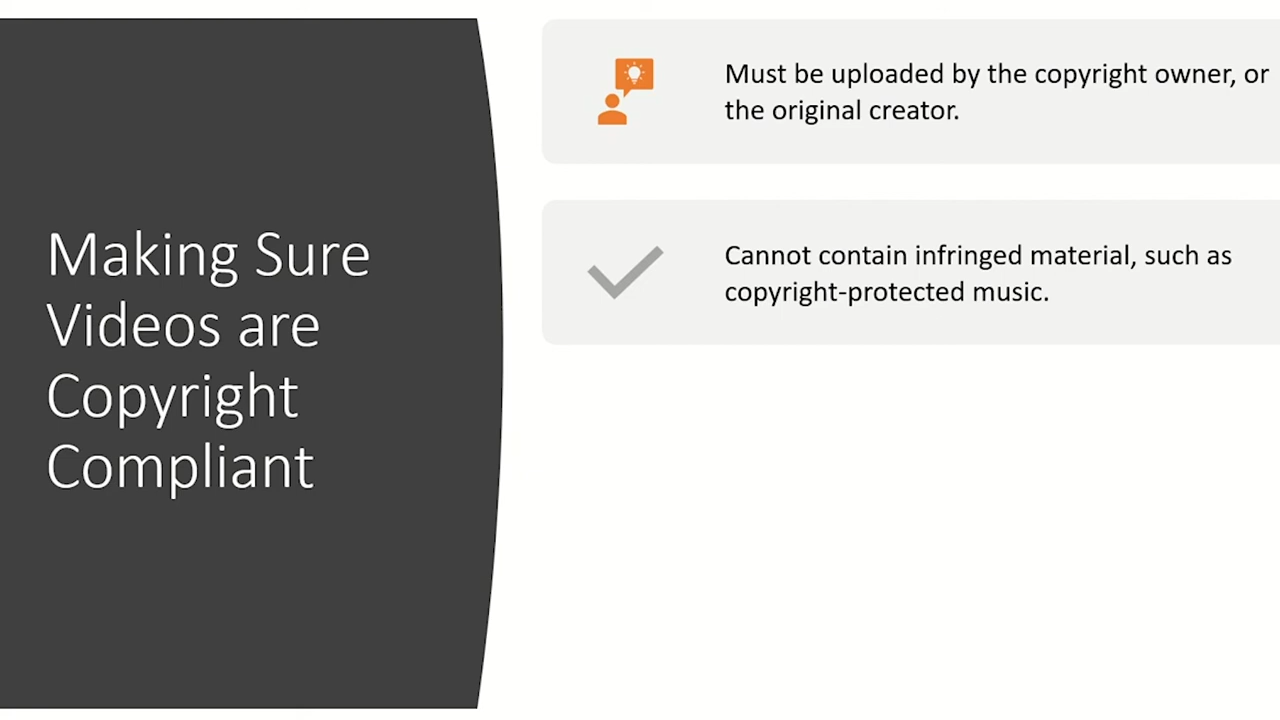 Making Sure
Videos are
Copyright
Compliant
Must be uploaded by the copyright owner, or
the original creator.
Cannot contain infringed material, such as
copyright-protected music.